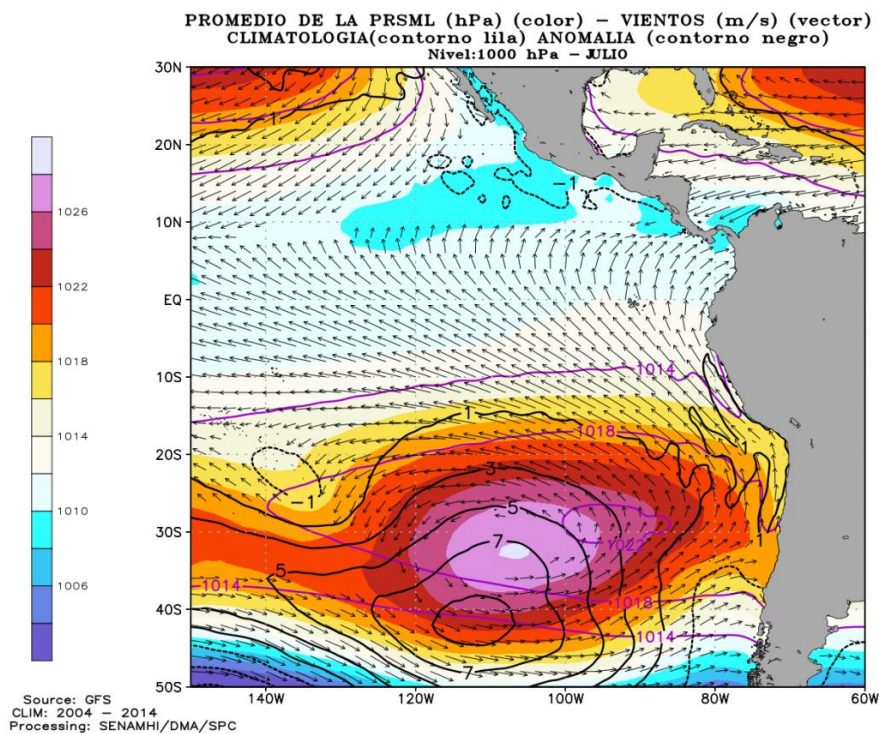 PROMEDIO DE LA PRSML (hPa) (color) − VIENTOS (m/s) (vector)
CLIMATOLOGIA(contorno lila) ANOMALIA (contorno negro)
Nivel:1000 hPa − JULIO
30N
20N
10N
EQ
10S
20S
30S
40S
50S
140W
120W
100W
80W
60W
1026
1022
1018
1014
1010
1006
1
−1
1014
1018
1
1
3
−1
5
1022
7
1
5
1014
1018
1014
7
Source: GFS
CLIM: 2004 − 2014
Processing: SENAMHI/DMA/SPC